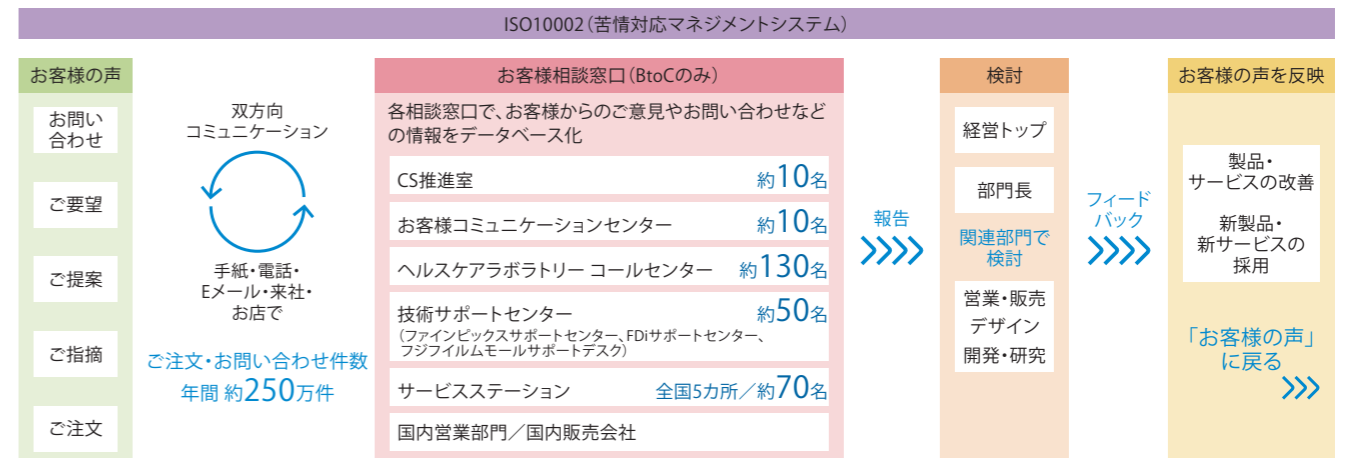 ISO10002（苦情対応マネジメントシステム）
お客様の声
お問い
合わせ
ご要望
ご提案
ご指摘
ご注文
双方向
コミュニケーション
手紙・電話・
Eメール・来社・
お店で
ご注文・お問い合わせ件数
年間 約250万件
お客様相談窓口（BtoCのみ）
各相談窓口で、お客様からのご意見やお問い合わせなど
の情報をデータベース化
CS推進室 約10名
お客様コミュニケーションセンター 約10名
ヘルスケアラボラトリー コールセンター 約130名
技術サポートセンター 約50名
（ファインピックスサポートセンター、FDiサポートセンター、
フジフイルムモールサポートデスク）
サービスステーション 全国5カ所／約70名
国内営業部門／国内販売会社
報告
検討
経営トップ
部門長
関連部門で
検討
営業・販売
デザイン
開発・研究
フィード
バック
お客様の声を反映
製品・
サービスの改善
新製品・
新サービスの
採用
「お客様の声」
に戻る